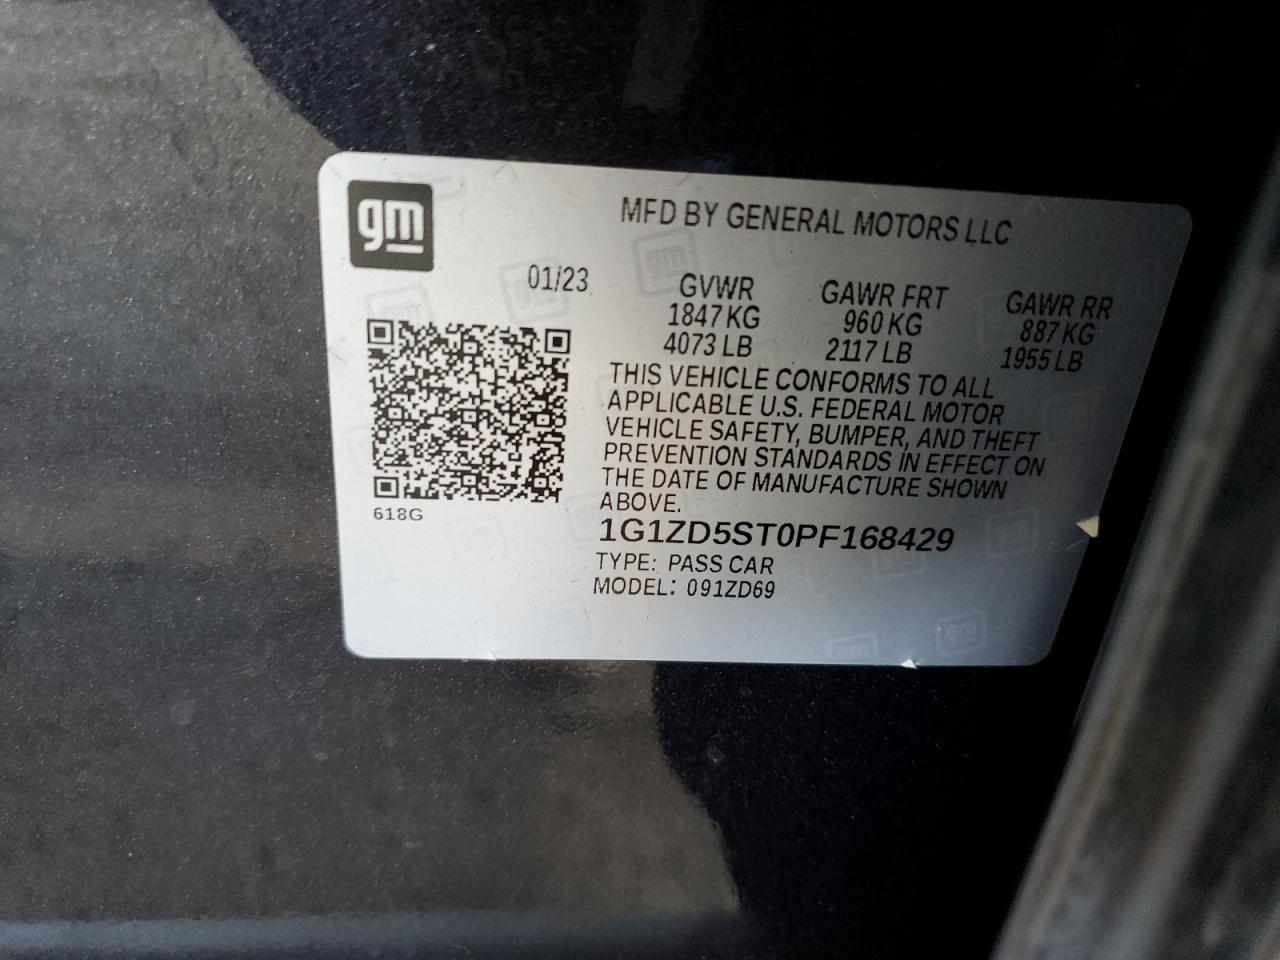 gm
MFD BY GENERAL MOTORS LLC
01/23 GVWR GAWR FRT GAWR RR
1847 KG 960 KG 887 KG
4073 LB 2117 LB 1955 LB
THIS VEHICLE CONFORMS TO ALL
APPLICABLE U.S. FEDERAL MOTOR
VEHICLE SAFETY, BUMPER, AND THEFT
PREVENTION STANDARDS IN EFFECT ON
THE DATE OF MANUFACTURE SHOWN
ABOVE.
618G
1G1ZD5ST0PF168429
TYPE: PASS CAR
MODEL: 091ZD69